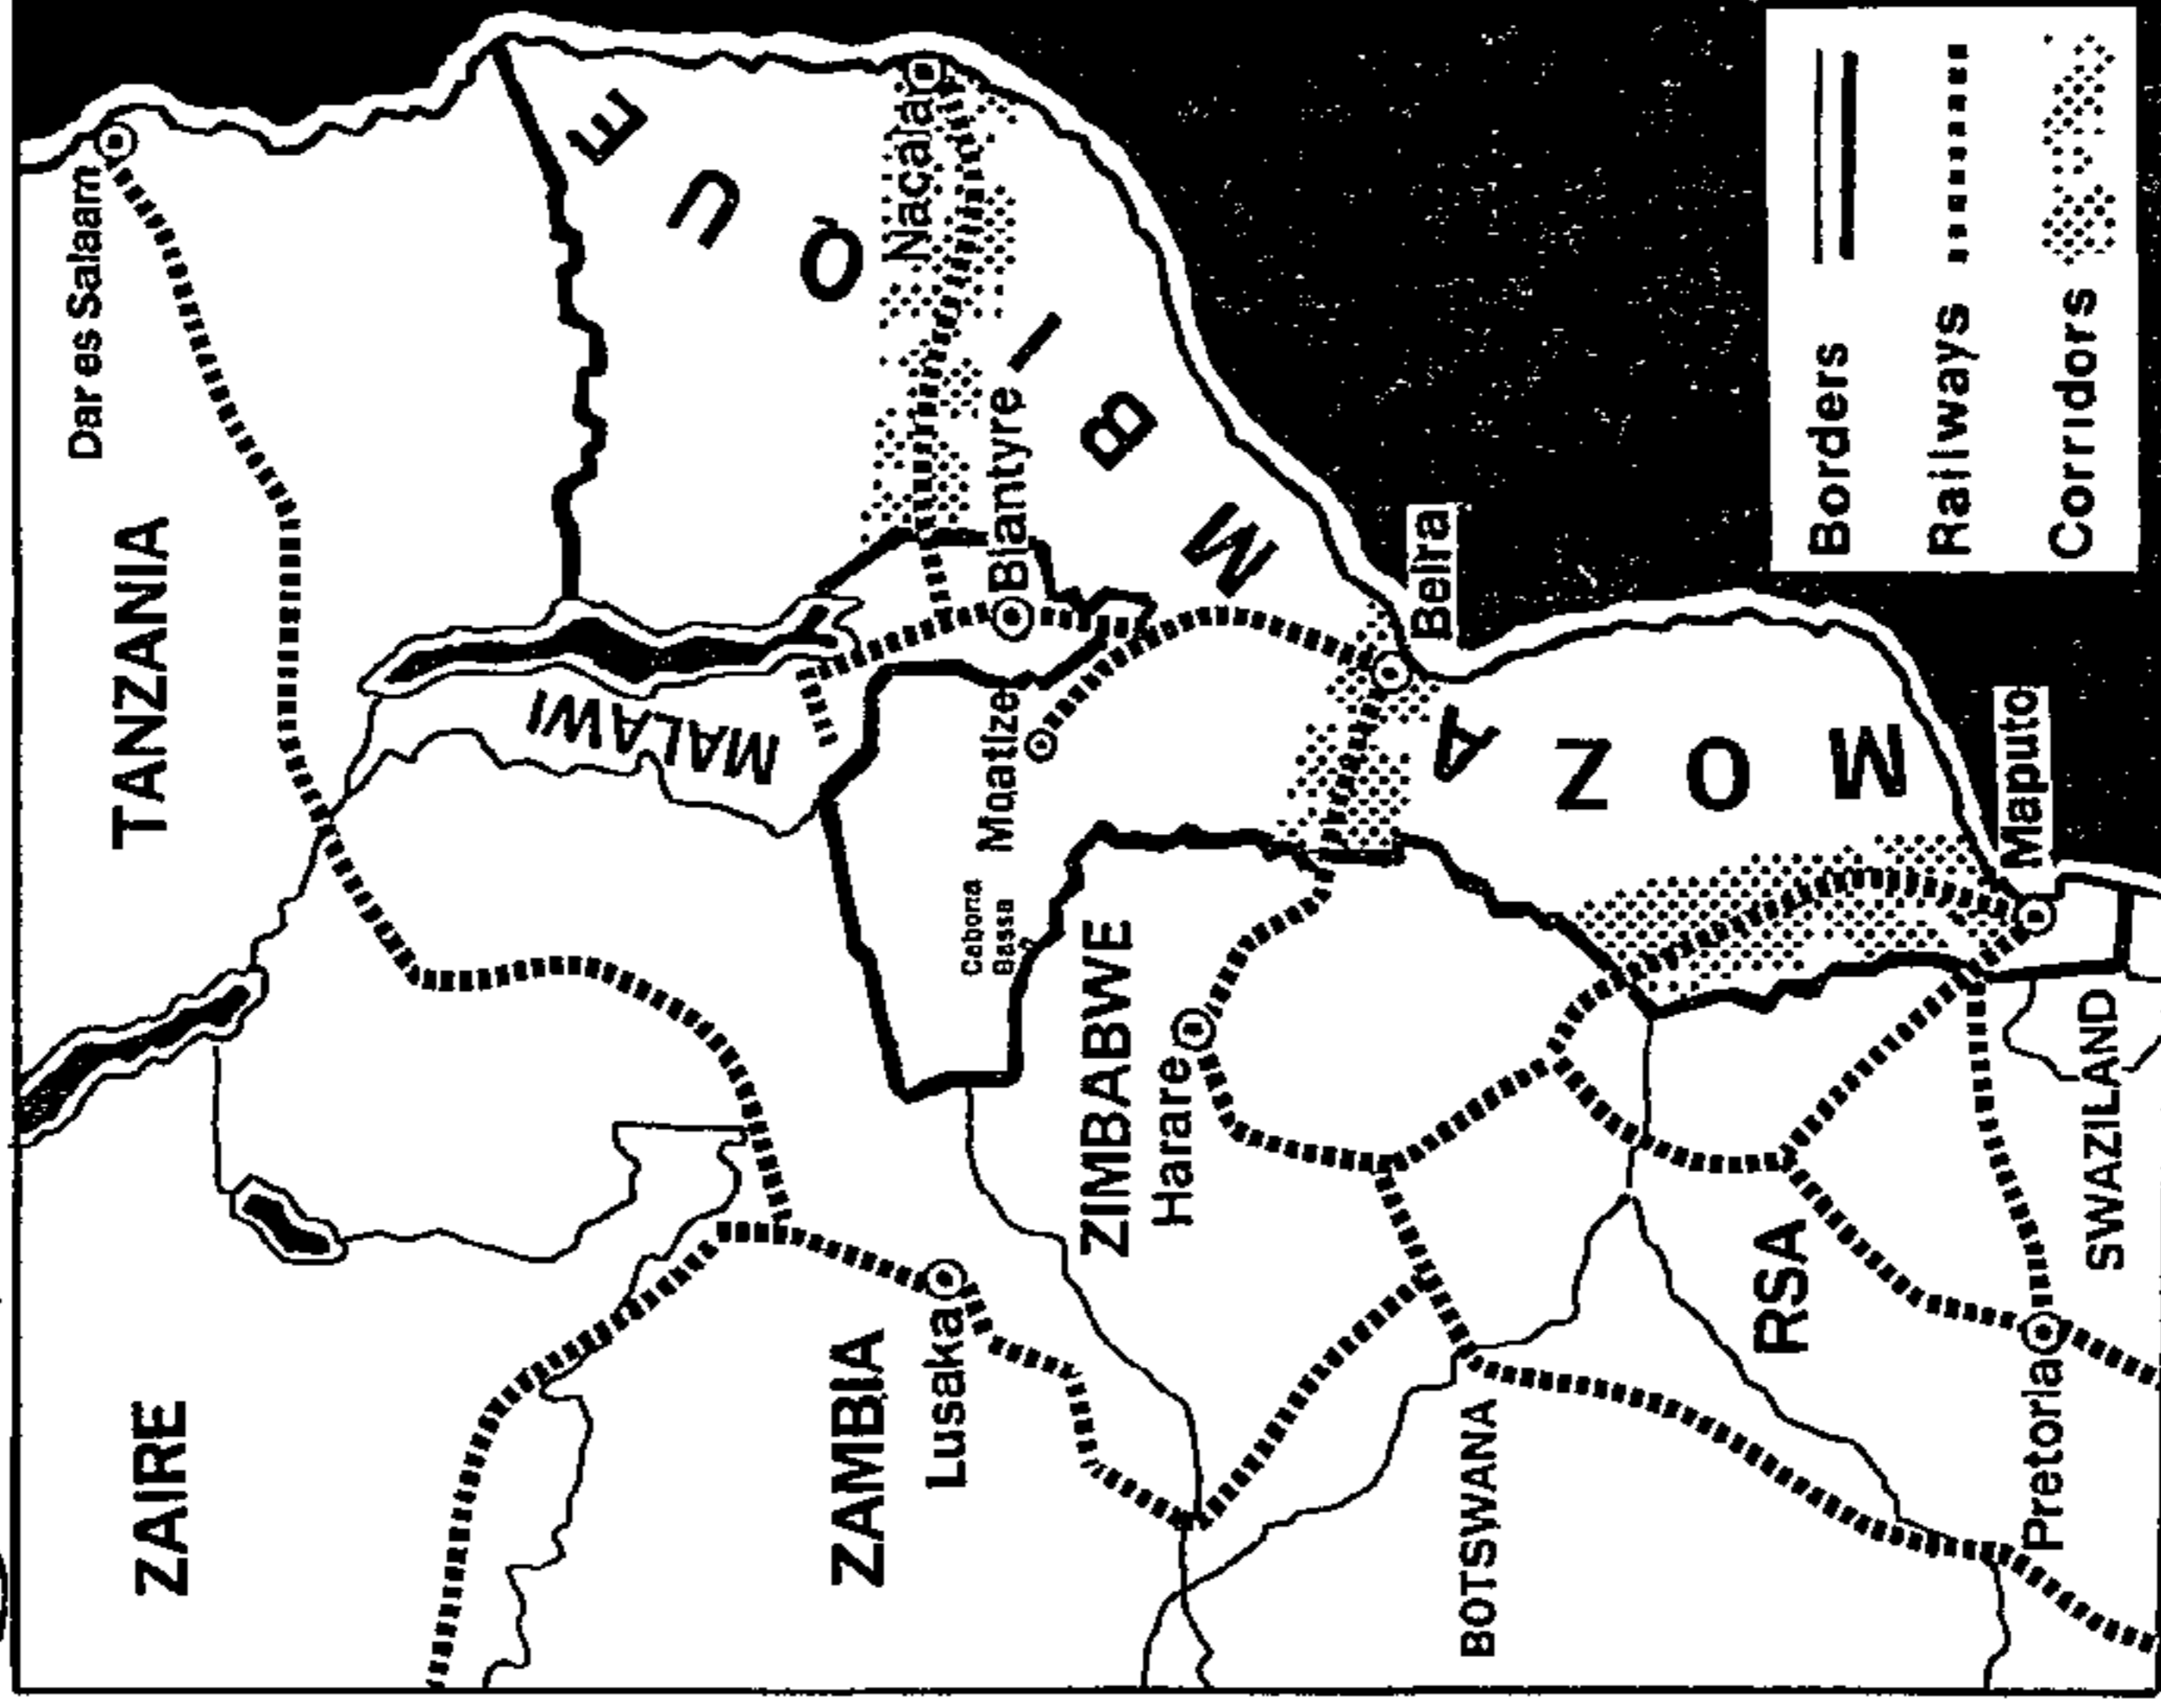 ZAIRE
TANZANIA
Dar es Salaam
MALAWI
ZAMBIA
Lusaka
Nacala
Blantyre
Moatize
Cabora
Bassa
MOZAMBIQUE
ZIMBABWE
Harare
Beira
BOTSWANA
RSA
Maputo
Pretoria
SWAZILAND
Borders
Railways
Corridors